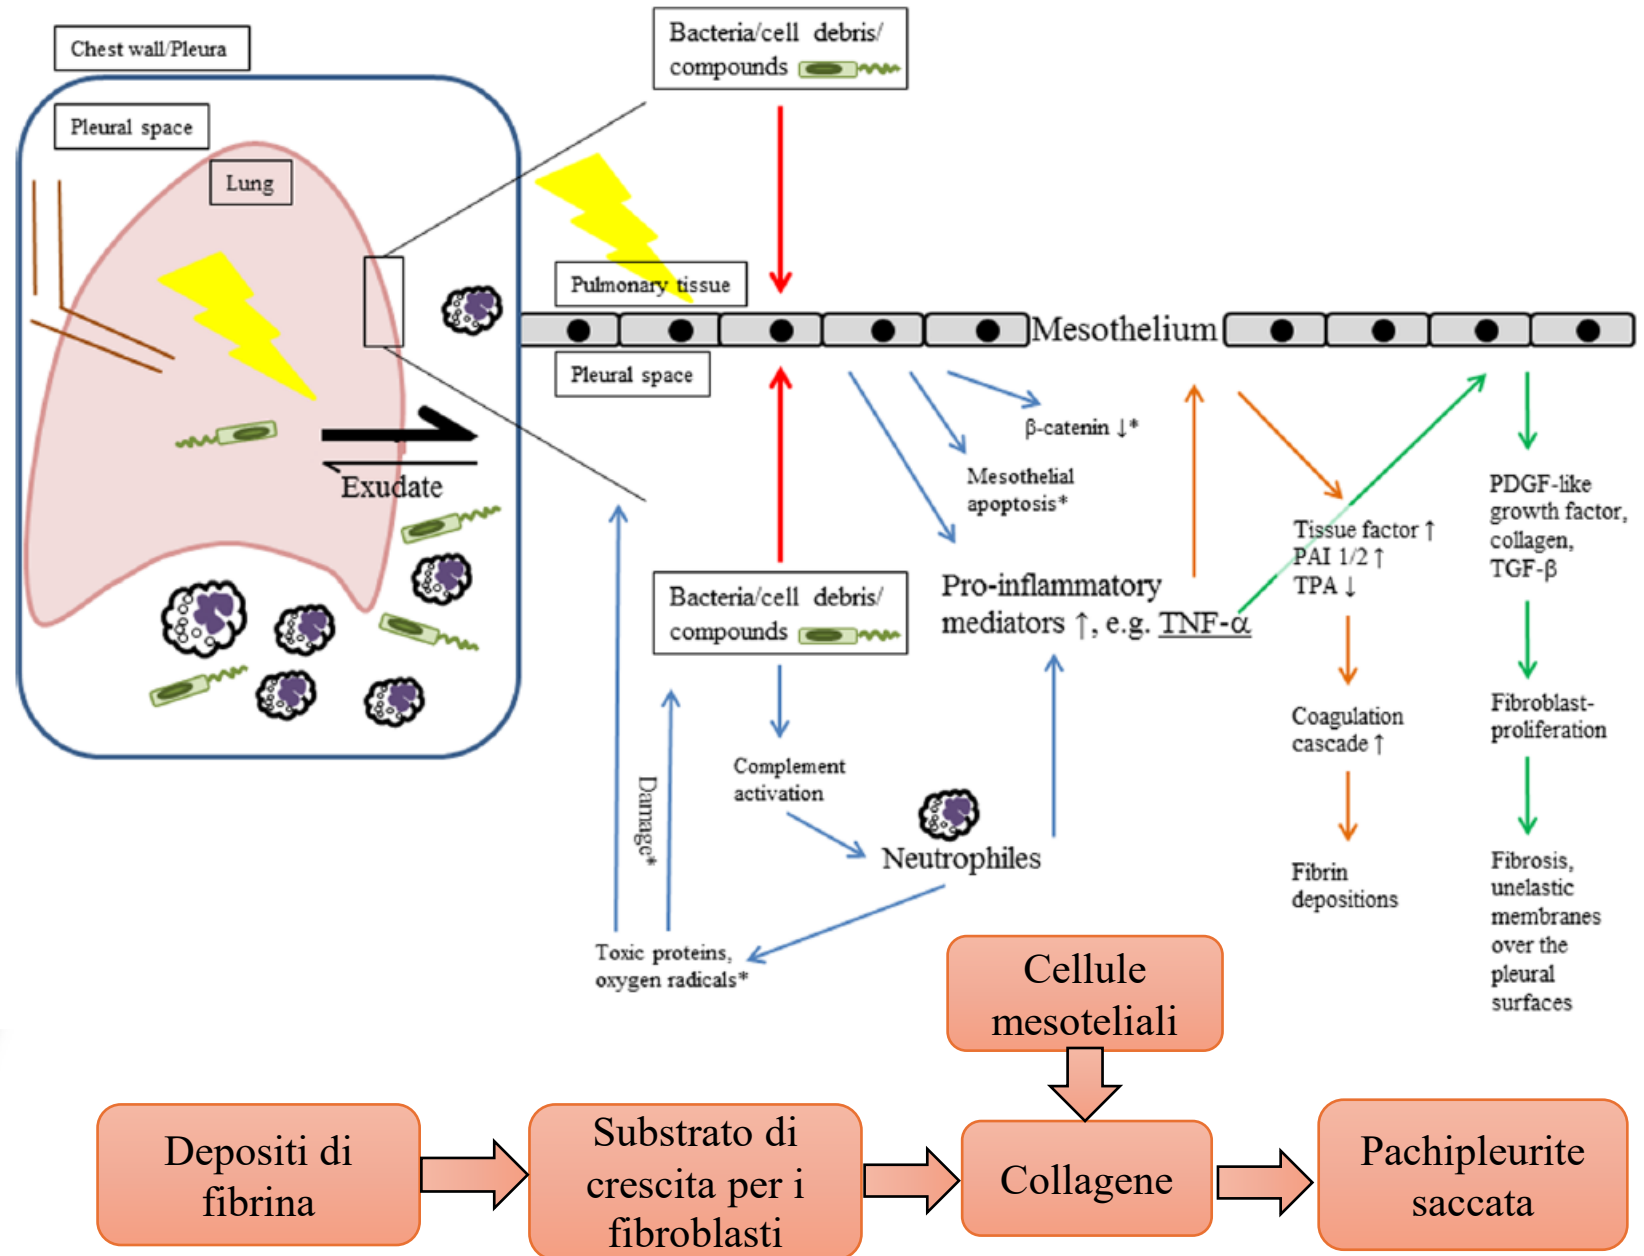 Chest wall/Pleura
Pleural space
Lung
Exudate
Bacteria/cell debris/
compounds
Pulmonary tissue
Mesothelium
Pleural space
β-catenin ↓*
Mesothelial
apoptosis*
Pro-inflammatory
mediators ↑, e.g. TNF-α
Bacteria/cell debris/
compounds
Complement
activation
Neutrophiles
Damage*
Toxic proteins,
oxygen radicals*
Tissue factor ↑
PAI 1/2 ↑
TPA ↓
Coagulation
cascade ↑
Fibrin
depositions
PDGF-like
growth factor,
collagen,
TGF-β
Fibroblast-
proliferation
Fibrosis,
unelastic
membranes
over the
pleural
surfaces
Cellule
mesoteliali
Depositi di
fibrina
Substrato di
crescita per i
fibroblasti
Collagene
Pachipleurite
saccata